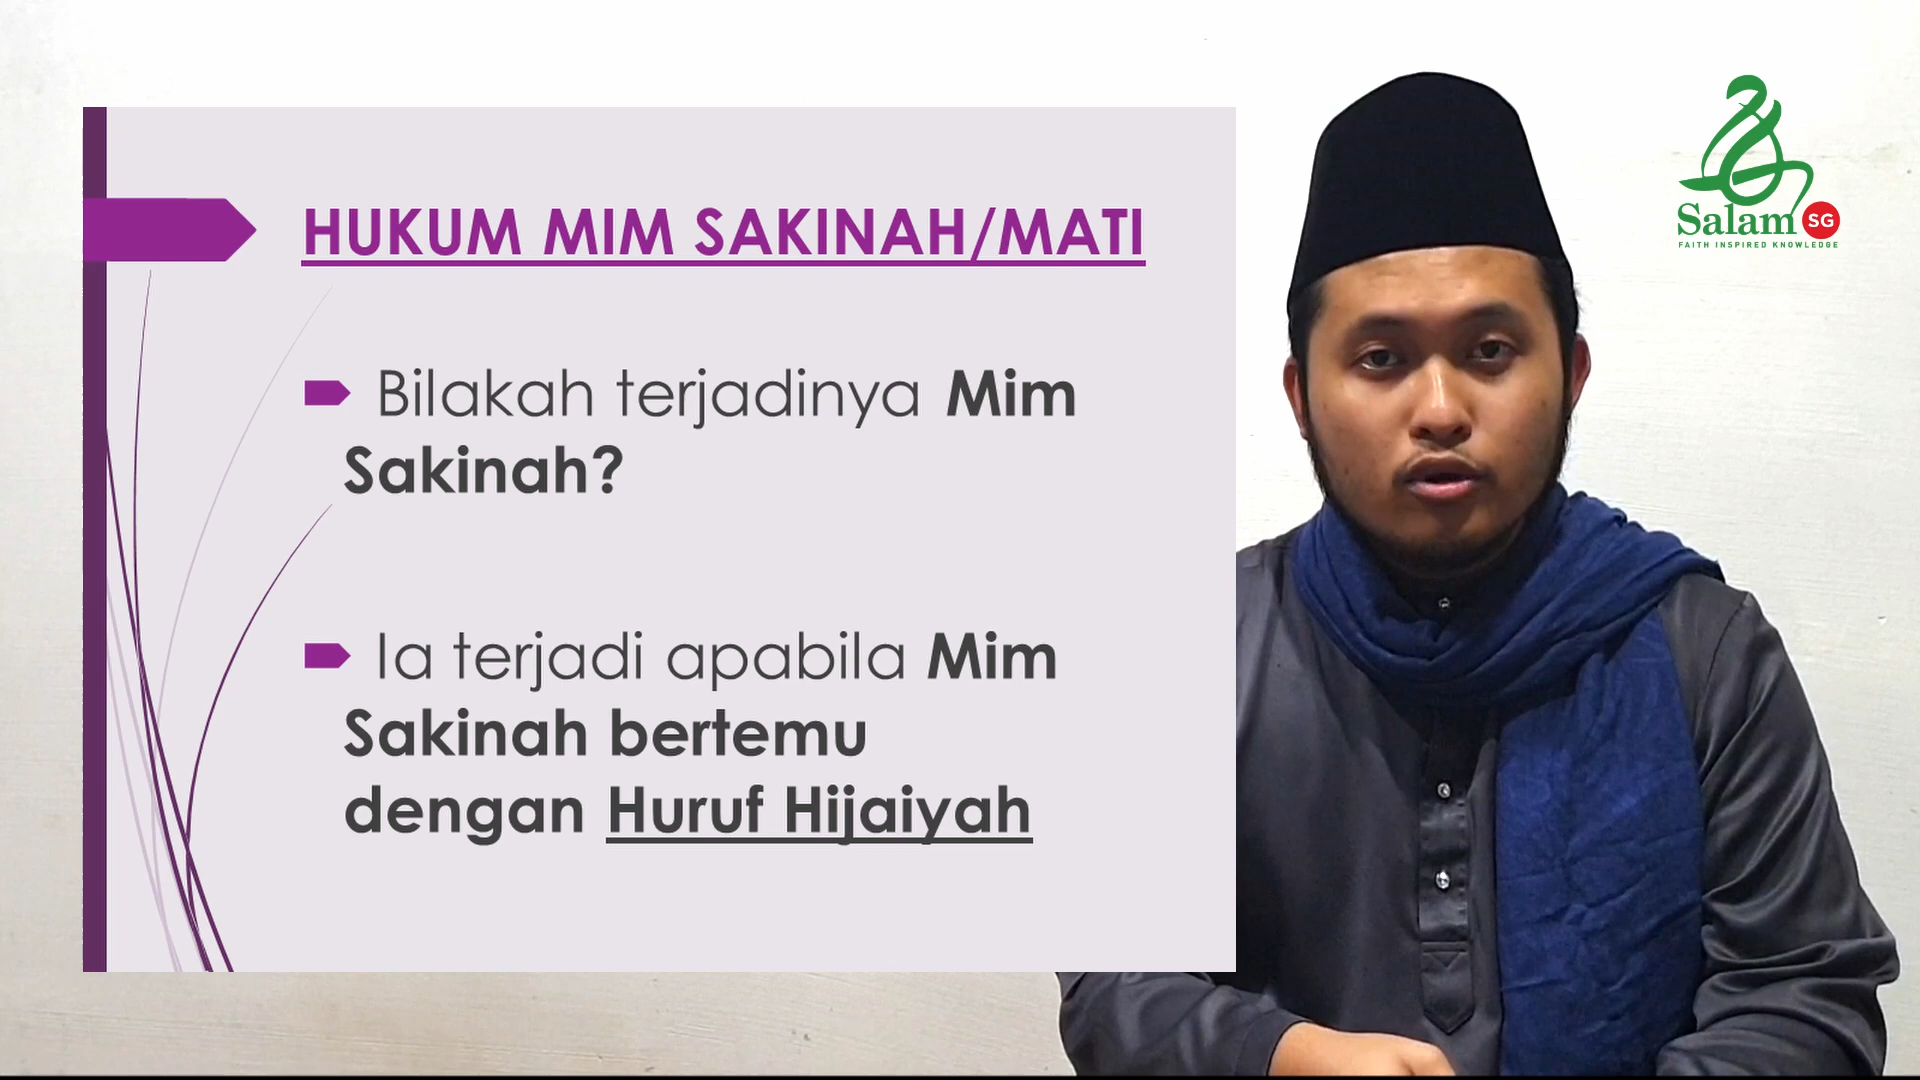 HUKUM MIM SAKINAH/MATI
Bilakah terjadinya Mim
Sakinah?
Ia terjadi apabila Mim
Sakinah bertemu
dengan Huruf Hijaiyah
Salam SG
FAITH INSPIRED KNOWLEDGE